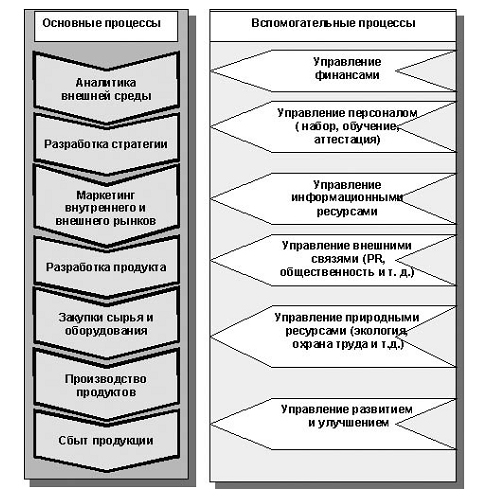 Основные процессы
Аналитика
внешней среды
Разработка стратегии
Маркетинг
внутреннего и
внешнего рынков
Разработка продукта
Закупки сырья и
оборудования
Производство
продуктов
Сбыт продукции
Вспомогательные процессы
Управление
финансами
Управление персоналом
( набор, обучение,
аттестация)
Управление
информационными
ресурсами
Управление внешними
связями (PR,
общественность и т. д.)
Управление природными
ресурсами (экология,
охрана труда и т.д.)
Управление развитием
и улучшением